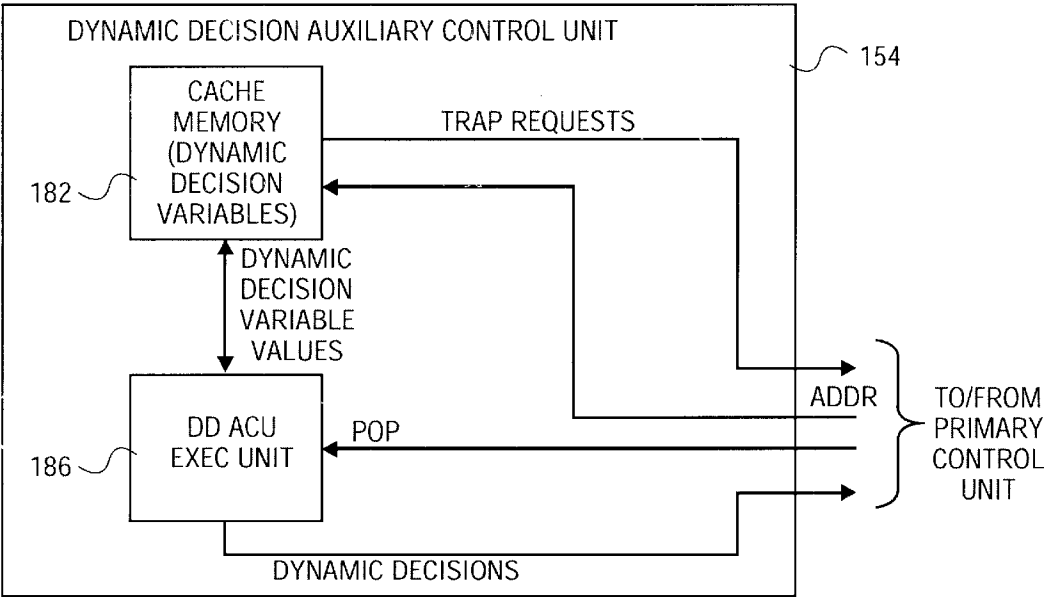 DYNAMIC DECISION AUXILIARY CONTROL UNIT
154
CACHE
MEMORY
(DYNAMIC
DECISION
VARIABLES)
182
TRAP REQUESTS
DYNAMIC
DECISION
VARIABLE
VALUES
ADDR
TO/FROM
PRIMARY
CONTROL
UNIT
DD ACU
EXEC UNIT
186
POP
DYNAMIC DECISIONS